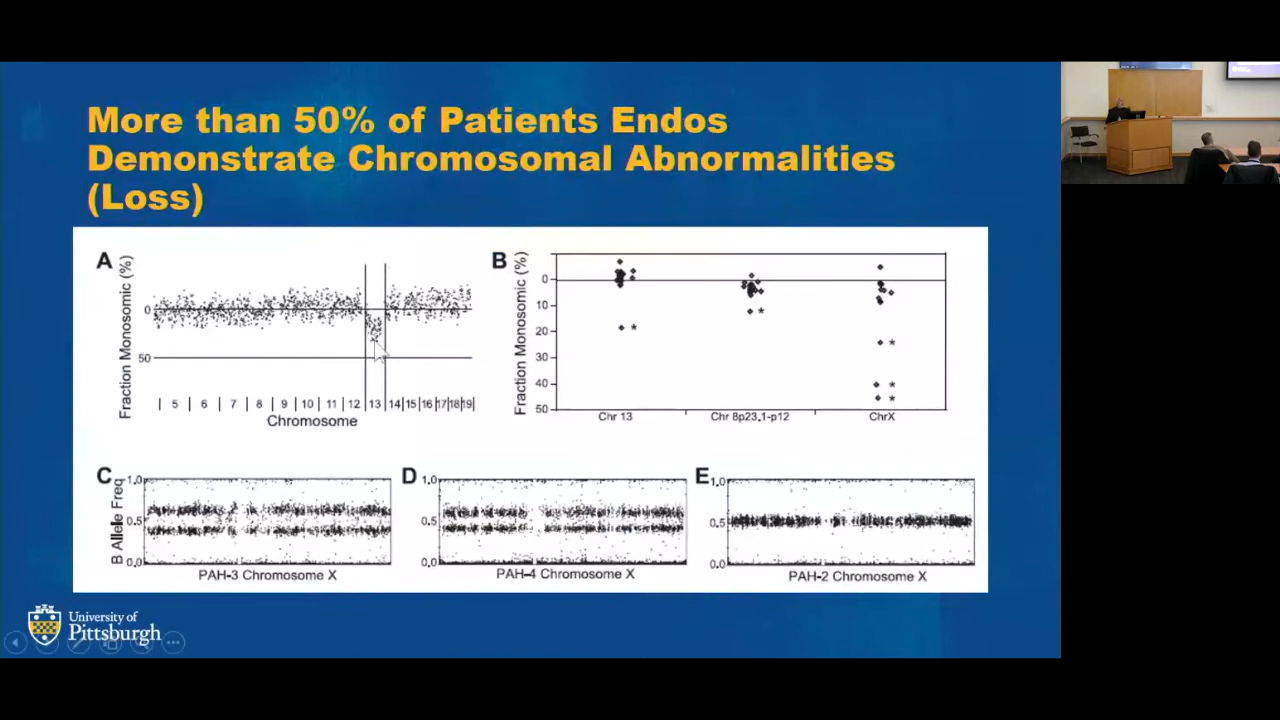 More than 50% of Patients Endos
Demonstrate Chromosomal Abnormalities
(Loss)
A
Fraction Monosomic (%)
0
50
5 6 7 8 9 10 11 12 13 14 15 16 17 18 19
Chromosome
B
Fraction Monosomic (%)
0
10
20
30
40
50
Chr 13 Chr 8p23.1-p12 ChrX
C
B Allele Freq
1.0
0.5
0.0
PAH-3 Chromosome X
D
1.0
0.5
0.0
PAH-4 Chromosome X
E
1.0
0.5
0.0
PAH-2 Chromosome X
University of
Pittsburgh